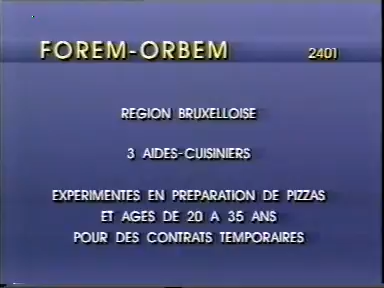 FOREM-ORBEM 2401
REGION BRUXELLOISE
3 AIDES-CUISINIERS
EXPERIMENTES EN PREPARATION DE PIZZAS
ET AGES DE 20 A 35 ANS
POUR DES CONTRATS TEMPORAIRES